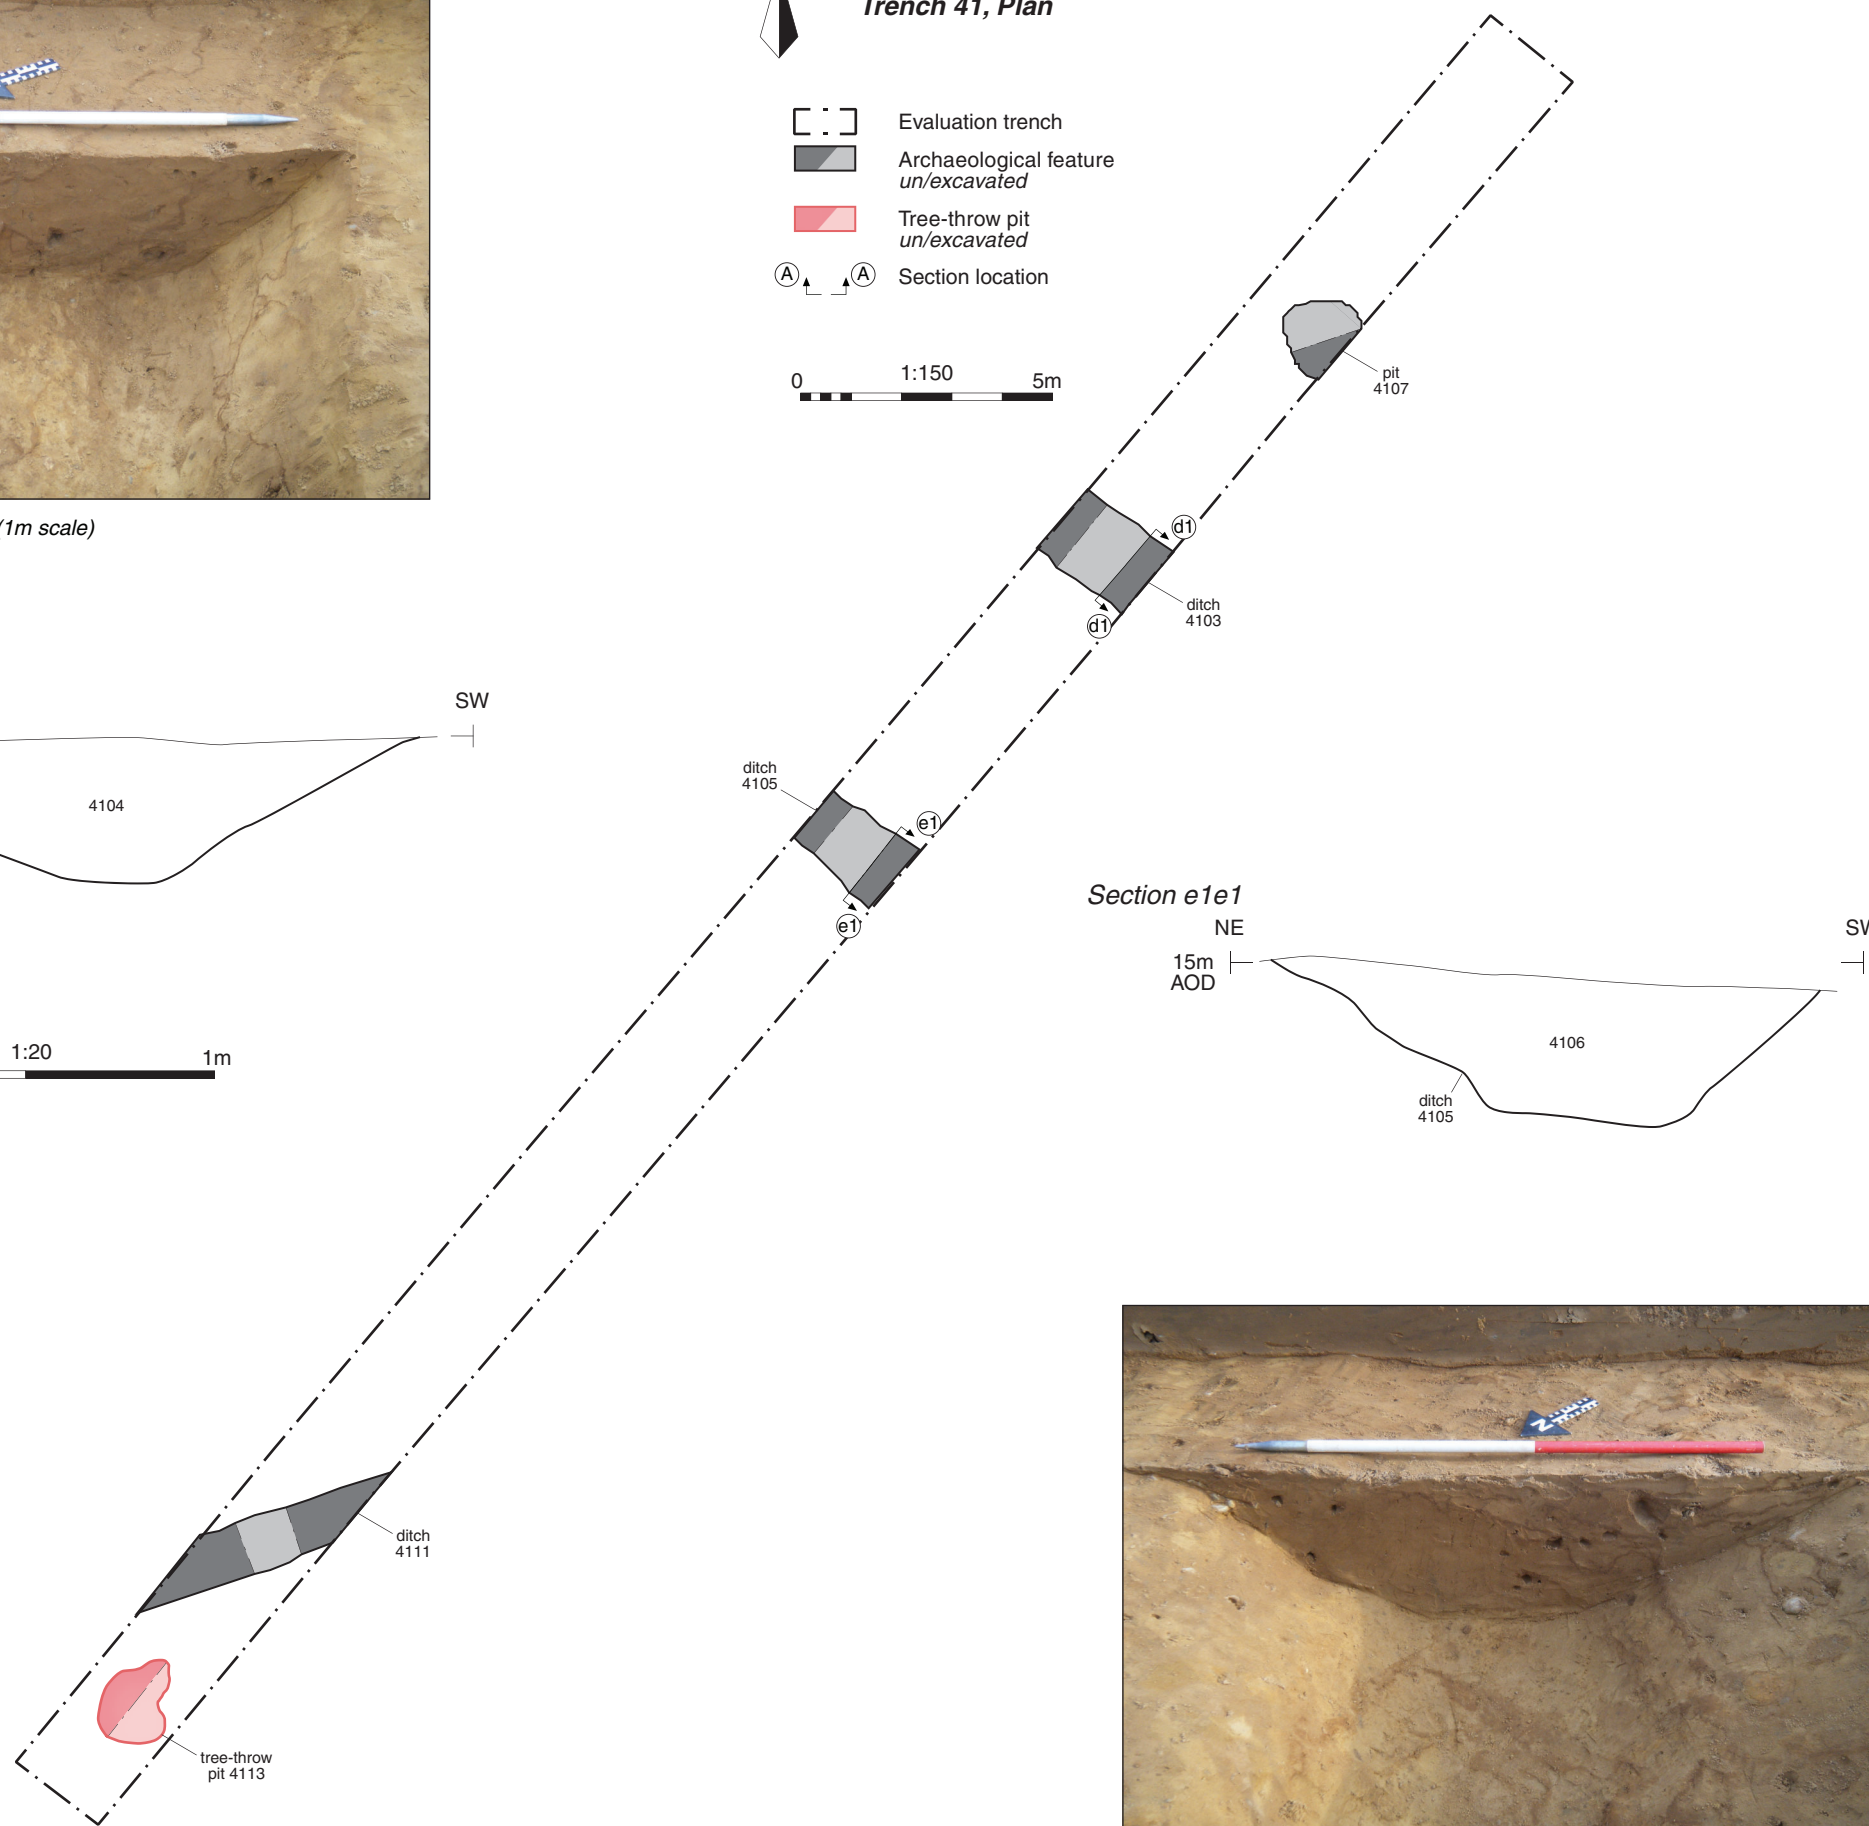 Trench 41, Plan
Evaluation trench
Archaeological feature
un/excavated
Tree-throw pit
un/excavated
A A Section location
0 1:150 5m
pit
4107
(1m scale)
d1
ditch
4103
d1
SW
4104
ditch
4105
e1
e1
Section e1e1
NE SW
15m
AOD
4106
ditch
4105
1:20 1m
N
ditch
4111
tree-throw
pit 4113